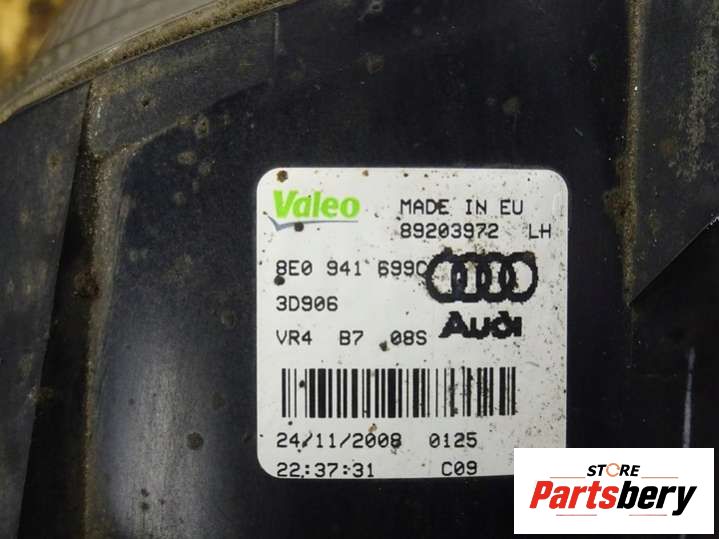 Valeo MADE IN EU
89203972 LH
8E0 941 699C
3D906 Audi
VR4 B7 08S
24/11/2008 0125
22:37:31 C09
STORE
Partsbery